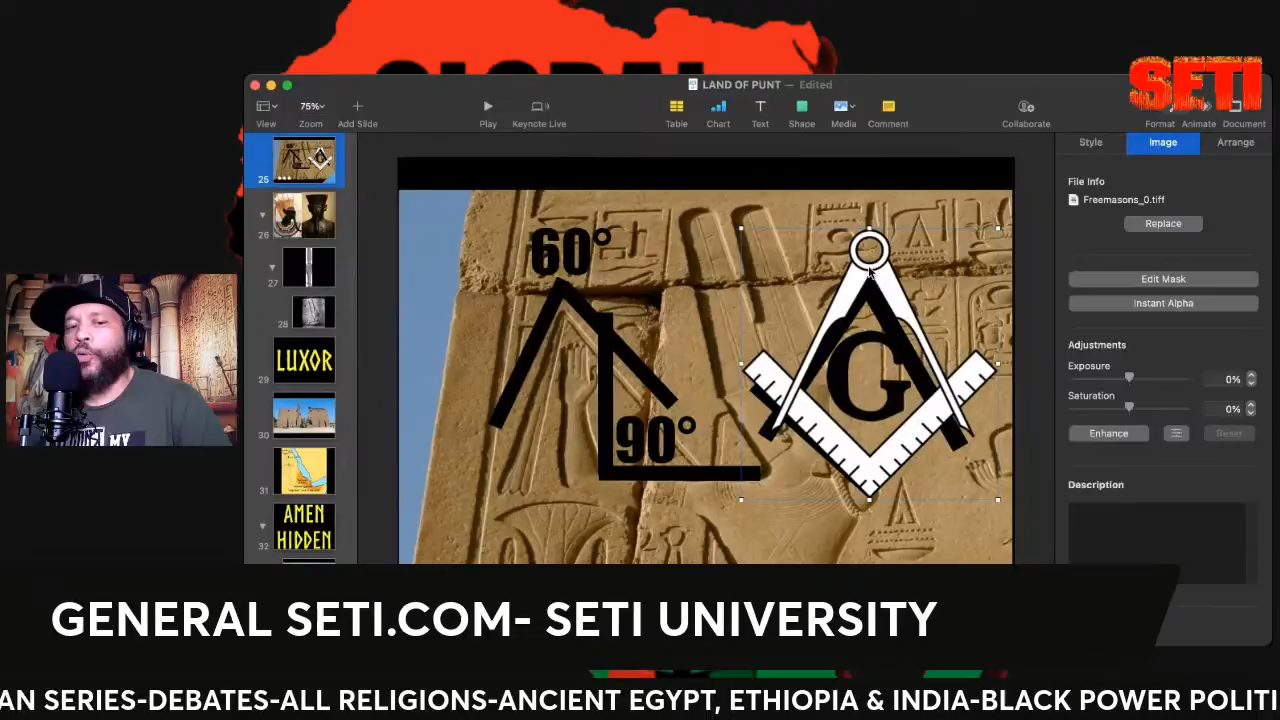 GLOBAL
SETI
LAND OF PUNT — Edited
75%
View
Zoom
Add Slide
Play
Keynote Live
Table
Chart
Text
Shape
Media
Comment
Collaborate
Format
Animate
Document
25
26
27
28
LUXOR
29
30
31
AMEN
HIDDEN
32
60°
90°
G
Style
Image
Arrange
File Info
Freemasons_0.tiff
Replace
Edit Mask
Instant Alpha
Adjustments
Exposure
0%
Saturation
0%
Enhance
Reset
Description
MY
GENERAL SETI.COM- SETI UNIVERSITY
AN SERIES-DEBATES-ALL RELIGIONS-ANCIENT EGYPT, ETHIOPIA & INDIA-BLACK POWER POLITI